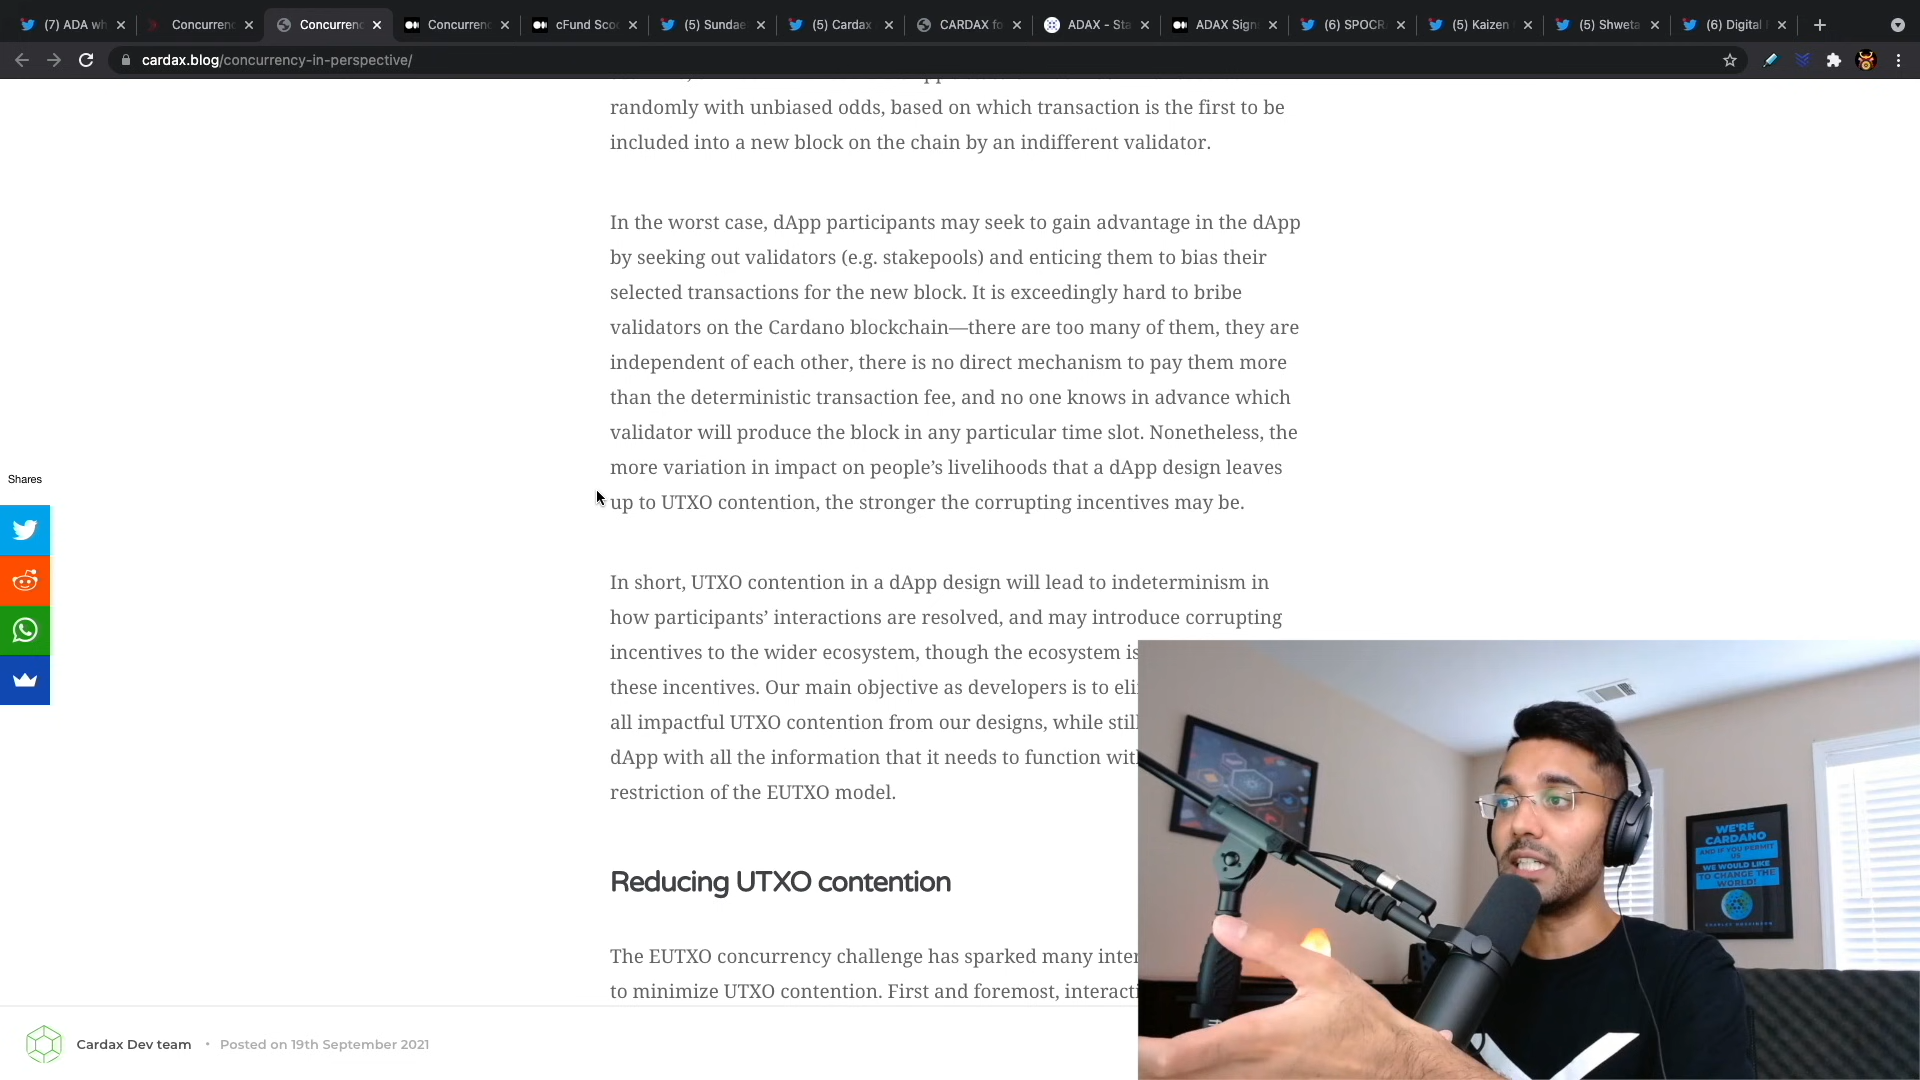 (7) ADA wh
Concurrenc
Concurrenc
Concurrenc
cFund Scoo
(5) Sundae
(5) Cardax
CARDAX fo
ADAX - Sta
ADAX Sign
(6) SPOCR
(5) Kaizen
(5) Shweta
(6) Digital
cardax.blog/concurrency-in-perspective/
randomly with unbiased odds, based on which transaction is the first to be
included into a new block on the chain by an indifferent validator.
In the worst case, dApp participants may seek to gain advantage in the dApp
by seeking out validators (e.g. stakepools) and enticing them to bias their
selected transactions for the new block. It is exceedingly hard to bribe
validators on the Cardano blockchain—there are too many of them, they are
independent of each other, there is no direct mechanism to pay them more
than the deterministic transaction fee, and no one knows in advance which
validator will produce the block in any particular time slot. Nonetheless, the
more variation in impact on people’s livelihoods that a dApp design leaves
up to UTXO contention, the stronger the corrupting incentives may be.
Shares
In short, UTXO contention in a dApp design will lead to indeterminism in
how participants’ interactions are resolved, and may introduce corrupting
incentives to the wider ecosystem, though the ecosystem is
these incentives. Our main objective as developers is to eli
all impactful UTXO contention from our designs, while still
dApp with all the information that it needs to function wit
restriction of the EUTXO model.
Reducing UTXO contention
The EUTXO concurrency challenge has sparked many inter
to minimize UTXO contention. First and foremost, interacti
Cardax Dev team • Posted on 19th September 2021
WE'RE
CARDANO
AND IF YOU PERMIT
US
WE WOULD LIKE
TO CHANGE THE
WORLD!
CHARLES HOSKINSON